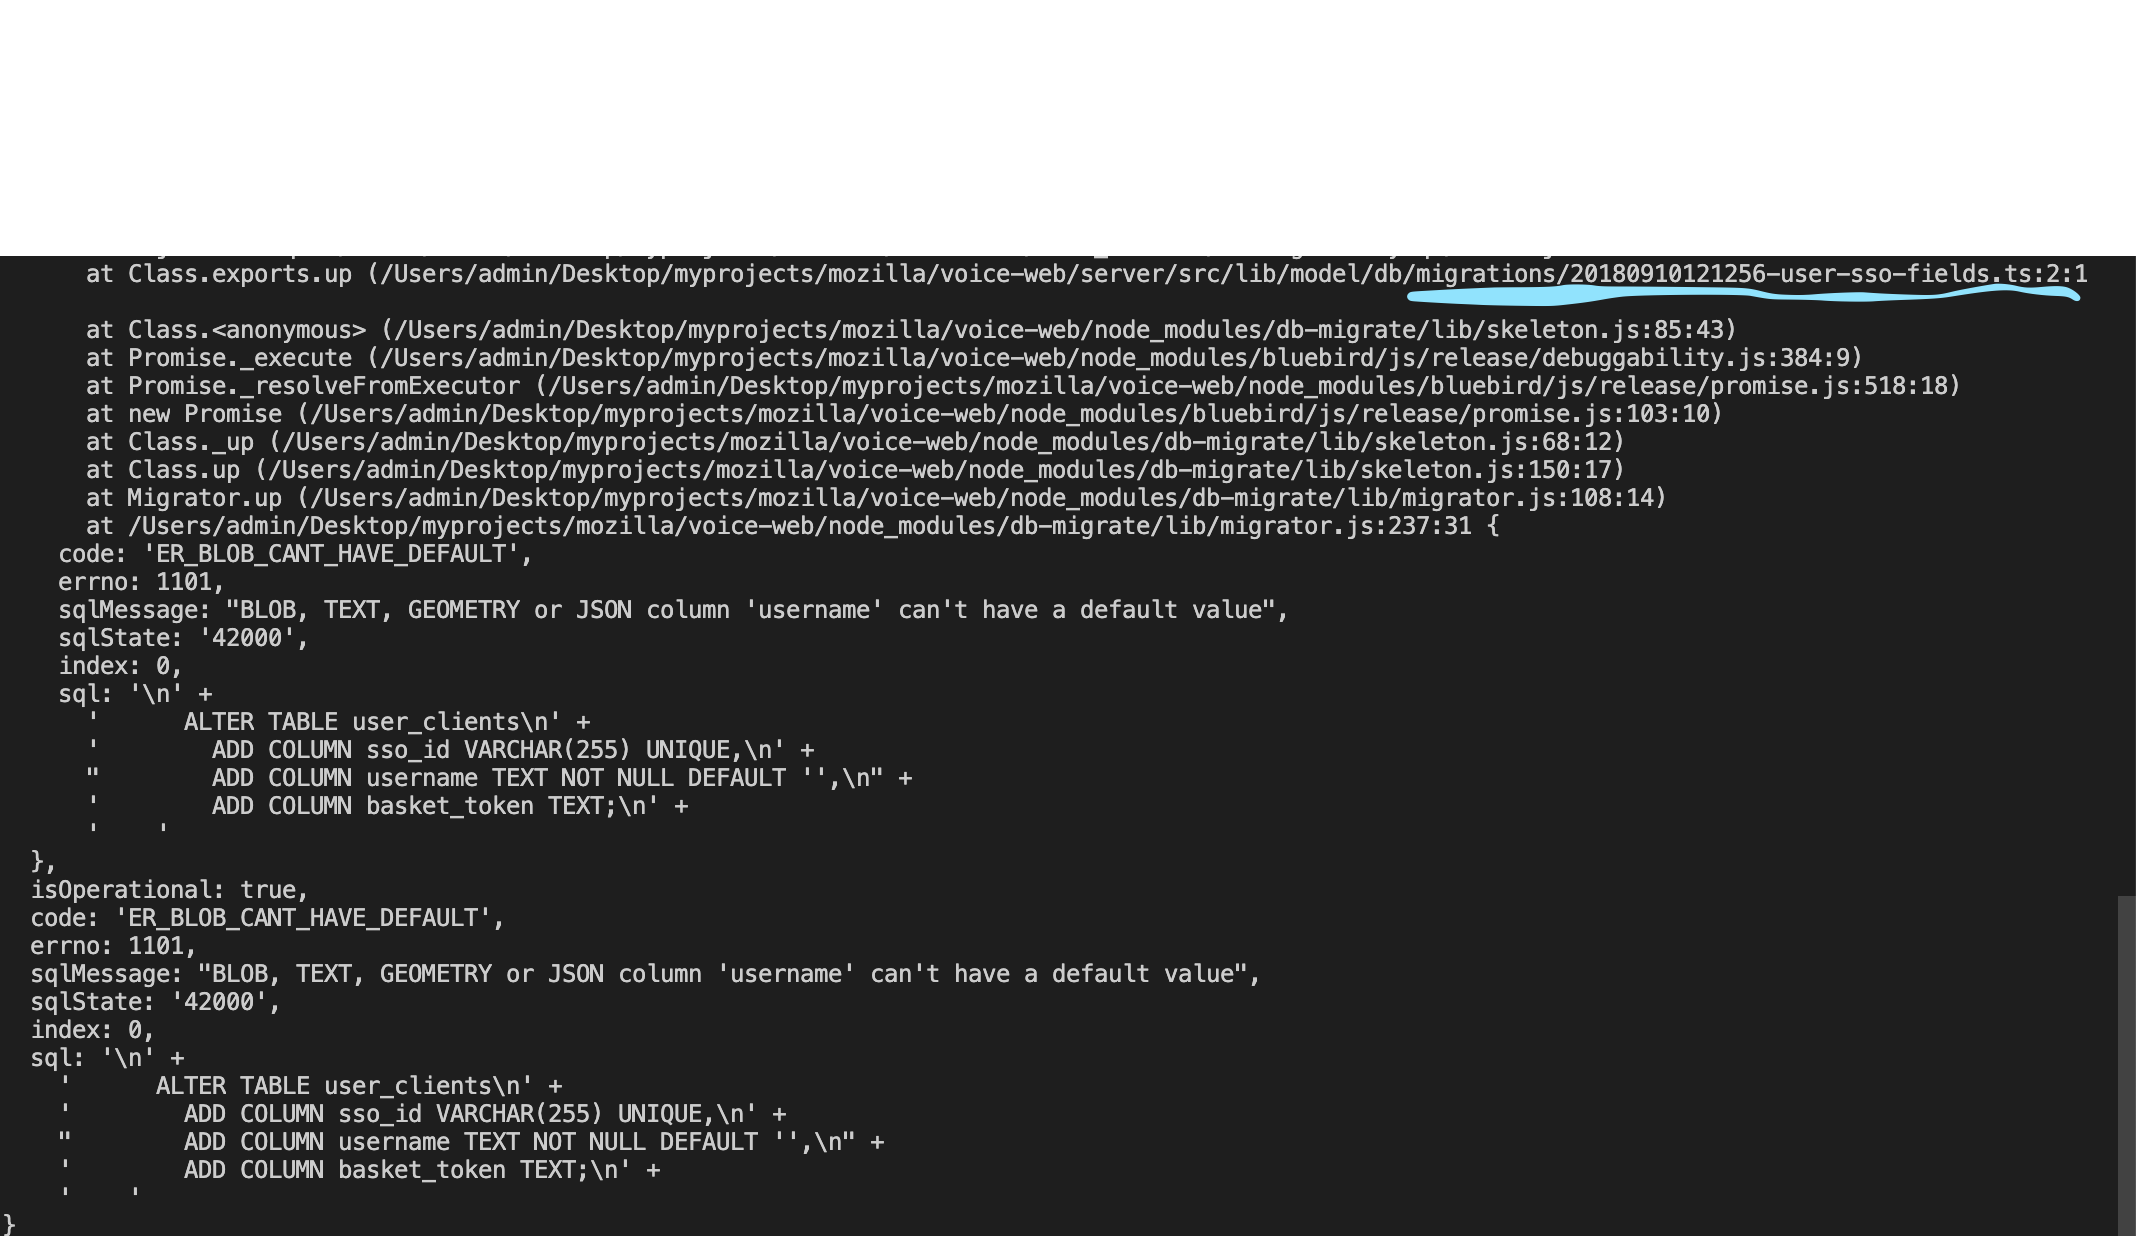 at Class.exports.up (/Users/admin/Desktop/myprojects/mozilla/voice-web/server/src/lib/model/db/migrations/20180910121256-user-sso-fields.ts:2:1
at Class.<anonymous> (/Users/admin/Desktop/myprojects/mozilla/voice-web/node_modules/db-migrate/lib/skeleton.js:85:43)
at Promise._execute (/Users/admin/Desktop/myprojects/mozilla/voice-web/node_modules/bluebird/js/release/debuggability.js:384:9)
at Promise._resolveFromExecutor (/Users/admin/Desktop/myprojects/mozilla/voice-web/node_modules/bluebird/js/release/promise.js:518:18)
at new Promise (/Users/admin/Desktop/myprojects/mozilla/voice-web/node_modules/bluebird/js/release/promise.js:103:10)
at Class._up (/Users/admin/Desktop/myprojects/mozilla/voice-web/node_modules/db-migrate/lib/skeleton.js:68:12)
at Class.up (/Users/admin/Desktop/myprojects/mozilla/voice-web/node_modules/db-migrate/lib/skeleton.js:150:17)
at Migrator.up (/Users/admin/Desktop/myprojects/mozilla/voice-web/node_modules/db-migrate/lib/migrator.js:108:14)
at /Users/admin/Desktop/myprojects/mozilla/voice-web/node_modules/db-migrate/lib/migrator.js:237:31 {
code: 'ER_BLOB_CANT_HAVE_DEFAULT',
errno: 1101,
sqlMessage: "BLOB, TEXT, GEOMETRY or JSON column 'username' can't have a default value",
sqlState: '42000',
index: 0,
sql: '\n' +
'      ALTER TABLE user_clients\n' +
'        ADD COLUMN sso_id VARCHAR(255) UNIQUE,\n' +
"        ADD COLUMN username TEXT NOT NULL DEFAULT '',\n" +
'        ADD COLUMN basket_token TEXT;\n' +
'    '
},
isOperational: true,
code: 'ER_BLOB_CANT_HAVE_DEFAULT',
errno: 1101,
sqlMessage: "BLOB, TEXT, GEOMETRY or JSON column 'username' can't have a default value",
sqlState: '42000',
index: 0,
sql: '\n' +
'      ALTER TABLE user_clients\n' +
'        ADD COLUMN sso_id VARCHAR(255) UNIQUE,\n' +
"        ADD COLUMN username TEXT NOT NULL DEFAULT '',\n" +
'        ADD COLUMN basket_token TEXT;\n' +
'    '
}